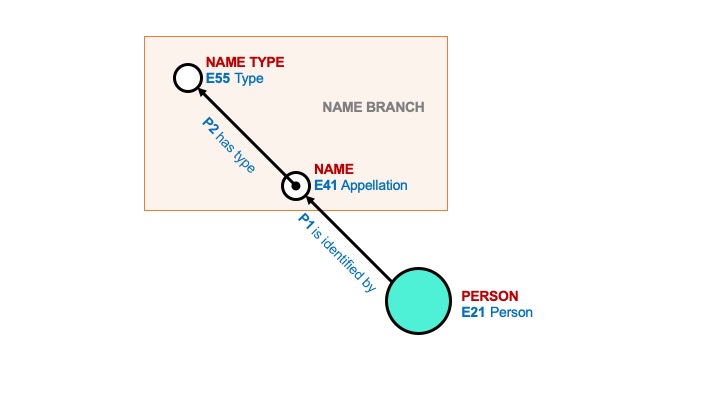 NAME TYPE
E55 Type
NAME BRANCH
P2 has type
NAME
E41 Appellation
P1 is identified by
PERSON
E21 Person